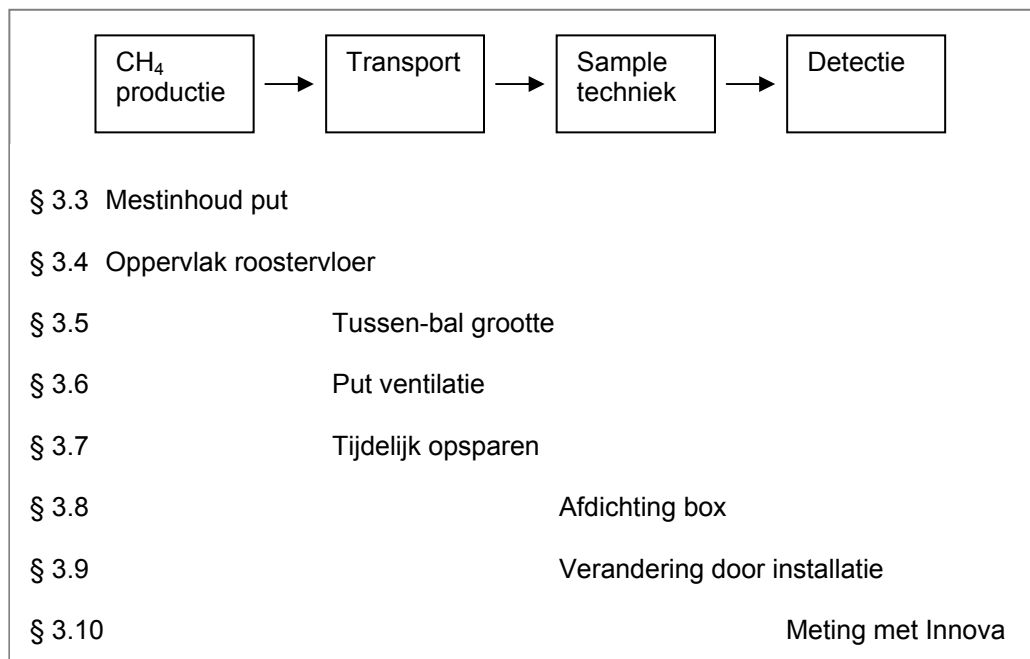 CH₄ productie
Transport
Sample techniek
Detectie
§ 3.3 Mestinhoud put
§ 3.4 Oppervlak roostervloer
§ 3.5 Tussen-bal grootte
§ 3.6 Put ventilatie
§ 3.7 Tijdelijk opsparen
§ 3.8 Afdichting box
§ 3.9 Verandering door installatie
§ 3.10 Meting met Innova